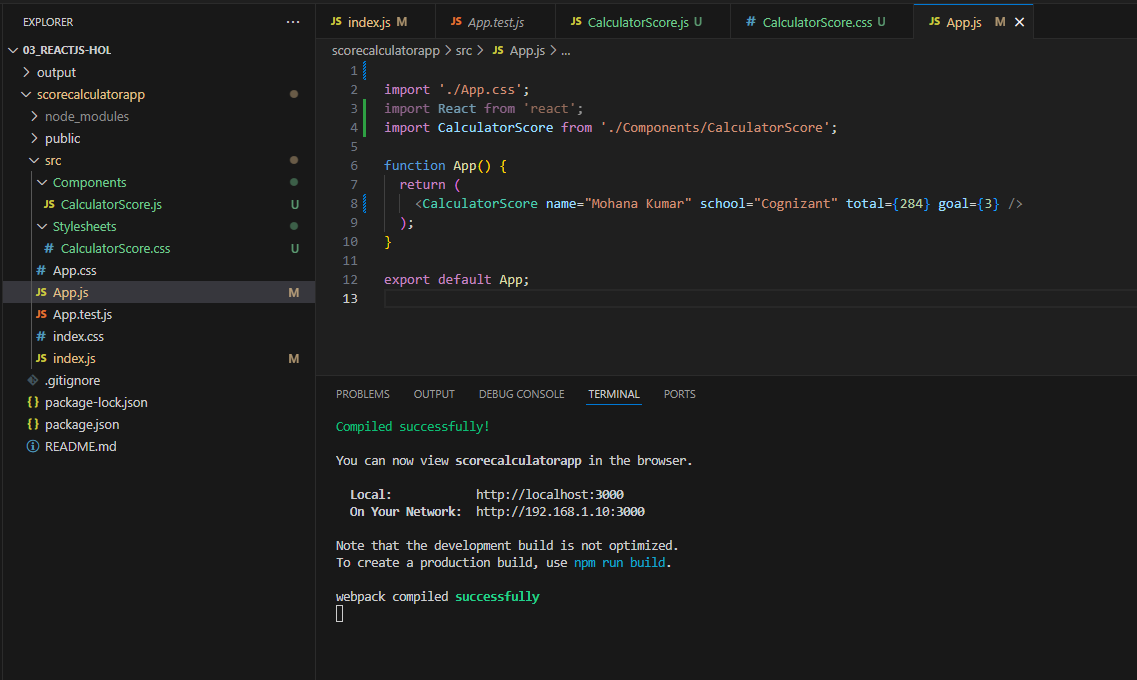 EXPLORER ...
03_REACTJS-HOL
output
scorecalculatorapp
node_modules
public
src
Components
JS CalculatorScore.js U
Stylesheets
# CalculatorScore.css U
# App.css
JS App.js M
JS App.test.js
# index.css
JS index.js M
.gitignore
{} package-lock.json
{} package.json
README.md
JS index.js M
JS App.test.js
JS CalculatorScore.js U
# CalculatorScore.css U
JS App.js M
scorecalculatorapp > src > JS App.js > ...
1
2 import './App.css';
3 import React from 'react';
4 import CalculatorScore from './Components/CalculatorScore';
5
6 function App() {
7 return (
8 <CalculatorScore name="Mohana Kumar" school="Cognizant" total={284} goal={3} />
9 );
10 }
11
12 export default App;
13
PROBLEMS OUTPUT DEBUG CONSOLE TERMINAL PORTS
Compiled successfully!
You can now view scorecalculatorapp in the browser.
Local: http://localhost:3000
On Your Network: http://192.168.1.10:3000
Note that the development build is not optimized.
To create a production build, use npm run build.
webpack compiled successfully